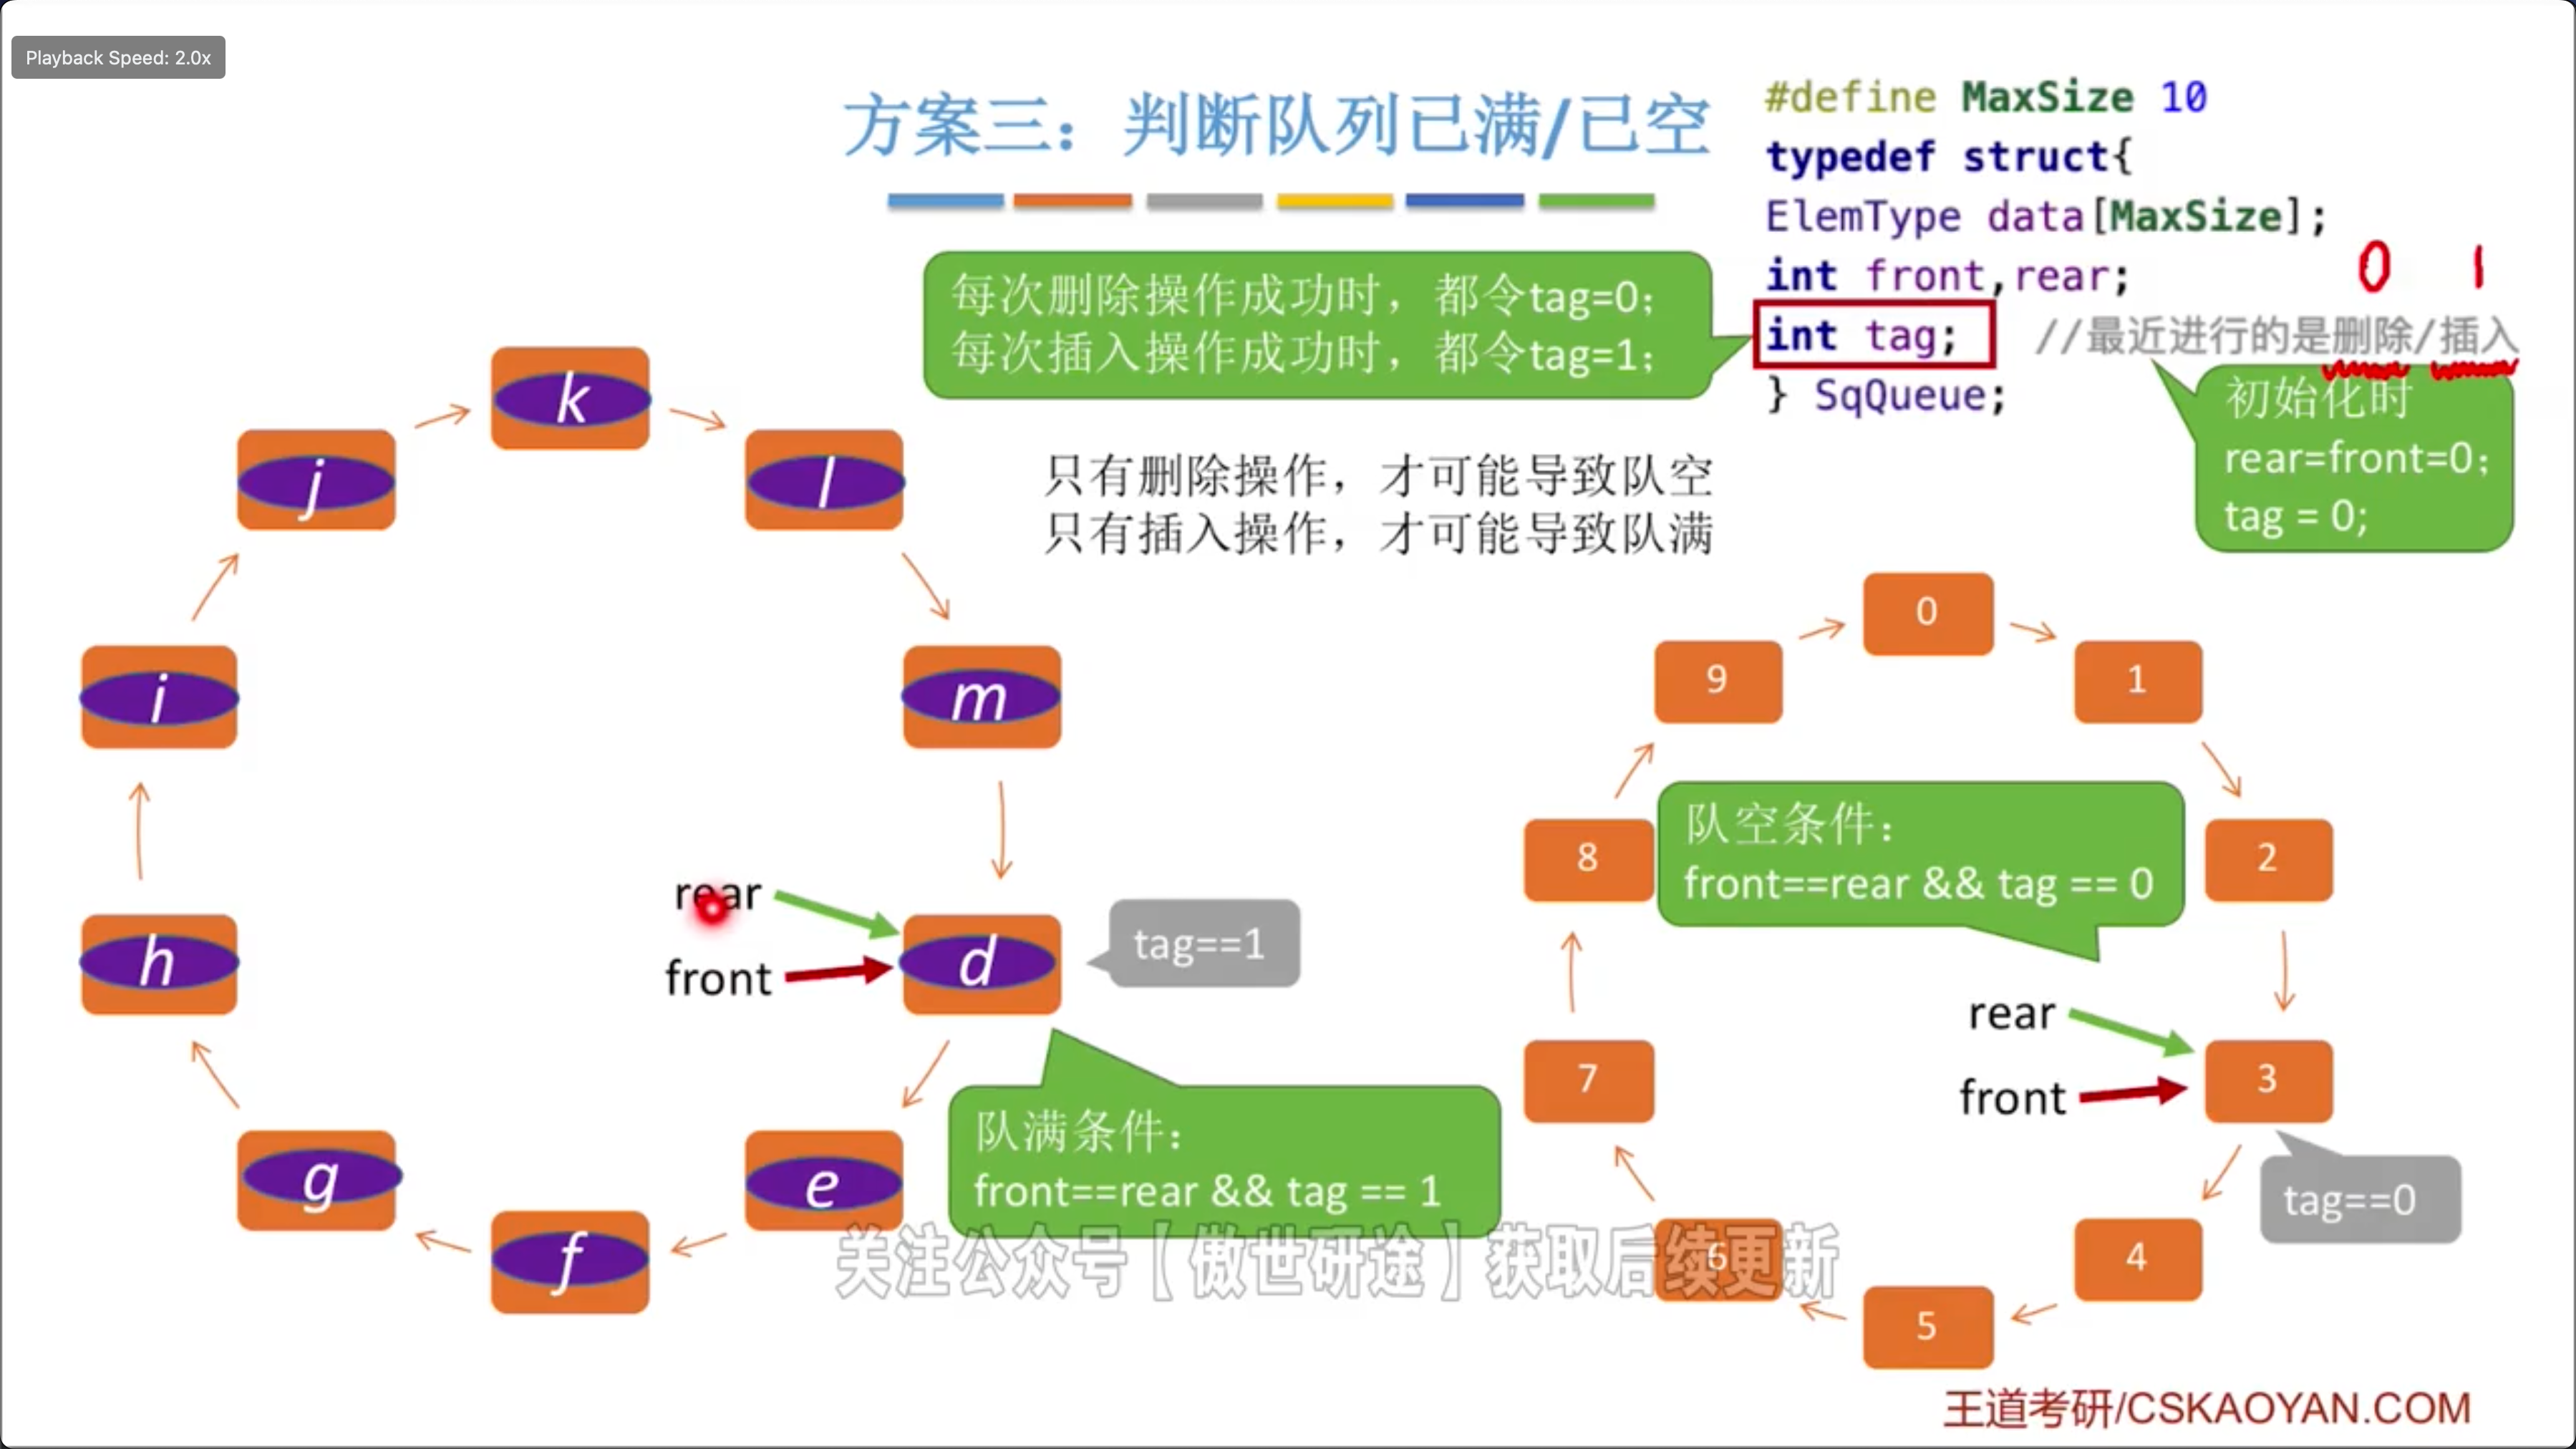 Playback Speed: 2.0x
方案三：判断队列已满/已空
#define MaxSize 10
typedef struct{
ElemType data[MaxSize];
int front,rear;
0 1
int tag; //最近进行的是删除/插入
} SqQueue;
每次删除操作成功时，都令tag=0；
每次插入操作成功时，都令tag=1；
初始化时
rear=front=0；
tag = 0;
只有删除操作，才可能导致队空
只有插入操作，才可能导致队满
k
j
l
i
m
h
rear
front
d
tag==1
g
e
f
队满条件：
front==rear && tag == 1
0
9
1
8
队空条件：
front==rear && tag == 0
2
7
rear
front
3
tag==0
6
4
5
关注公众号【傲世研途】获取后续更新
王道考研/CSKAOYAN.COM